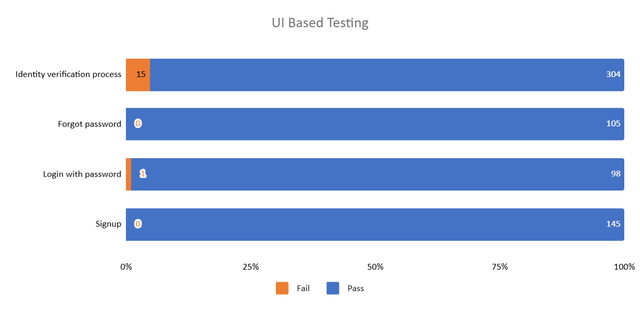 UI Based Testing
Identity verification process 15 304
Forgot password 0 105
Login with password 1 98
Signup 0 145
0% 25% 50% 75% 100%
Fail Pass